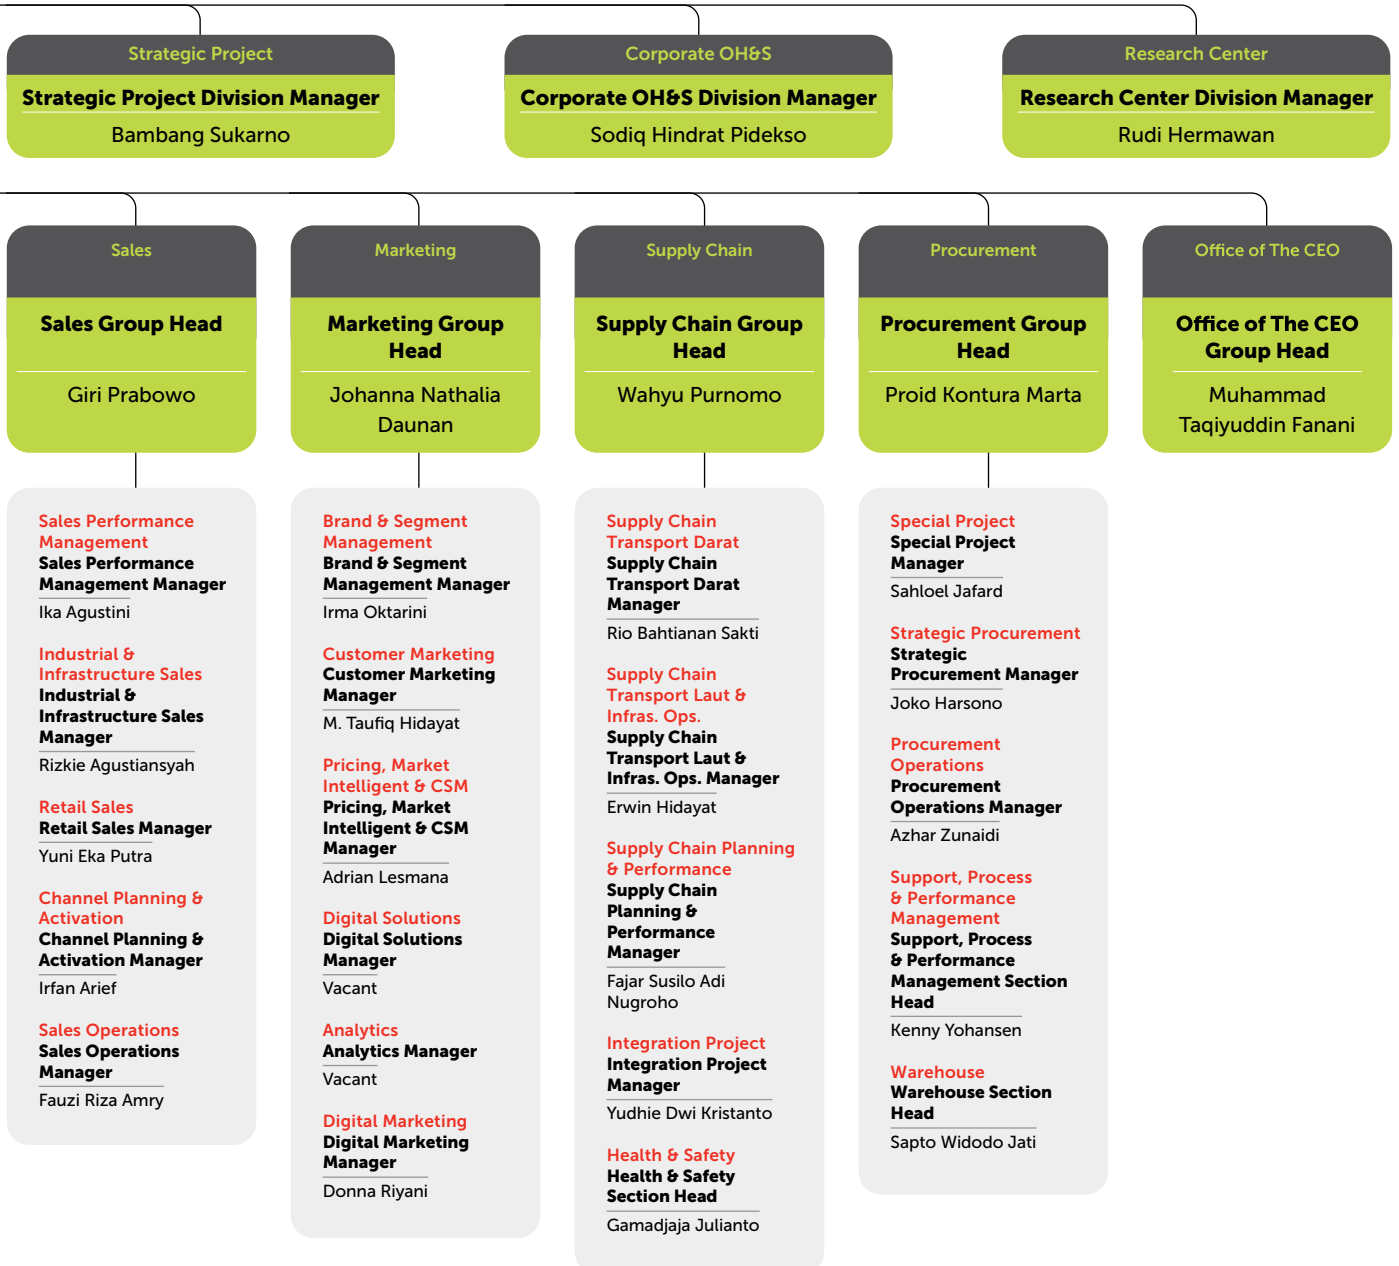 Strategic Project
Strategic Project Division Manager
Bambang Sukarno
Corporate OH&S
Corporate OH&S Division Manager
Sodiq Hindrat Pidekso
Research Center
Research Center Division Manager
Rudi Hermawan
Sales
Sales Group Head
Giri Prabowo
Sales Performance
Management
Sales Performance
Management Manager
Ika Agustini
Industrial &
Infrastructure Sales
Industrial &
Infrastructure Sales
Manager
Rizkie Agustiansyah
Retail Sales
Retail Sales Manager
Yuni Eka Putra
Channel Planning &
Activation
Channel Planning &
Activation Manager
Irfan Arief
Sales Operations
Sales Operations
Manager
Fauzi Riza Amry
Marketing
Marketing Group
Head
Johanna Nathalia
Daunan
Brand & Segment
Management
Brand & Segment
Management Manager
Irma Oktarini
Customer Marketing
Customer Marketing
Manager
M. Taufiq Hidayat
Pricing, Market
Intelligent & CSM
Pricing, Market
Intelligent & CSM
Manager
Adrian Lesmana
Digital Solutions
Digital Solutions
Manager
Vacant
Analytics
Analytics Manager
Vacant
Digital Marketing
Digital Marketing
Manager
Donna Riyani
Supply Chain
Supply Chain Group
Head
Wahyu Purnomo
Supply Chain
Transport Darat
Supply Chain
Transport Darat
Manager
Rio Bahtianan Sakti
Supply Chain
Transport Laut &
Infras. Ops.
Supply Chain
Transport Laut &
Infras. Ops. Manager
Erwin Hidayat
Supply Chain Planning
& Performance
Supply Chain
Planning &
Performance
Manager
Fajar Susilo Adi
Nugroho
Integration Project
Integration Project
Manager
Yudhie Dwi Kristanto
Health & Safety
Health & Safety
Section Head
Gamadjaja Julianto
Procurement
Procurement Group
Head
Proid Kontura Marta
Special Project
Special Project
Manager
Sahloel Jafard
Strategic Procurement
Strategic
Procurement Manager
Joko Harsono
Procurement
Operations
Procurement
Operations Manager
Azhar Zunaidi
Support, Process
& Performance
Management
Support, Process
& Performance
Management Section
Head
Kenny Yohansen
Warehouse
Warehouse Section
Head
Sapto Widodo Jati
Office of The CEO
Office of The CEO
Group Head
Muhammad
Taqiyuddin Fanani